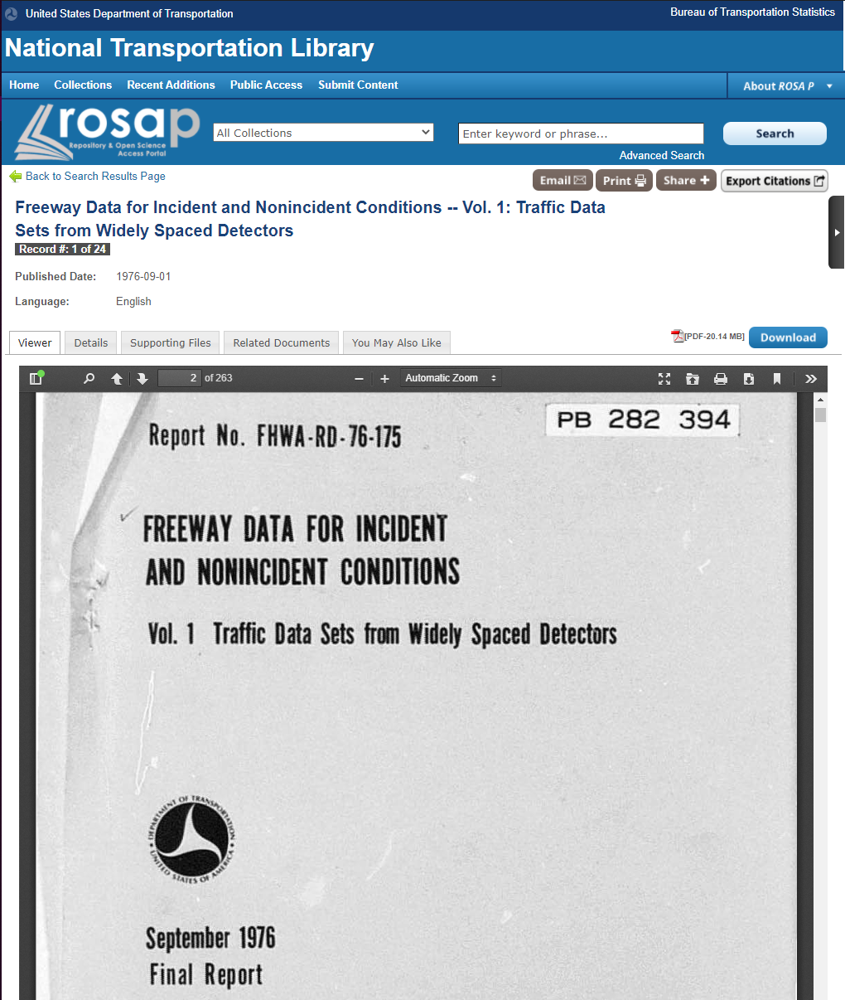 United States Department of Transportation
Bureau of Transportation Statistics
National Transportation Library
Home Collections Recent Additions Public Access Submit Content
About ROSA P
rosap
Repository & Open Science
Access Portal
All Collections
Enter keyword or phrase...
Search
Advanced Search
Back to Search Results Page
Email Print Share Export Citations
Freeway Data for Incident and Nonincident Conditions -- Vol. 1: Traffic Data
Sets from Widely Spaced Detectors
Record #: 1 of 24
Published Date: 1976-09-01
Language: English
Viewer Details Supporting Files Related Documents You May Also Like
[PDF-20.14 MB] Download
2 of 263
Automatic Zoom
PB 282 394
Report No. FHWA-RD-76-175
FREEWAY DATA FOR INCIDENT
AND NONINCIDENT CONDITIONS
Vol. 1 Traffic Data Sets from Widely Spaced Detectors
DEPARTMENT OF TRANSPORTATION
UNITED STATES OF AMERICA
September 1976
Final Report